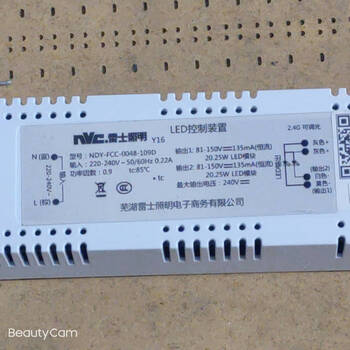 nvc 雷士照明 Y16
LED控制装置
型号：NDY-FCC-0048-109D
输入：220-240V~50/60Hz 0.22A
功率因数：0.9 tc:85℃
• tc
输出1：81-150V⎓135mA(恒流)
20.25W LED模块
输出2：81-150V⎓135mA(恒流)
20.25W LED模块
最大输出电压：240V⎓
芜湖雷士照明电子商务有限公司
N(蓝)
220-240V~
输入
L(棕)
2.4G 可调光
灰色+
灰色+
白色-
黄色-
BeautyCam